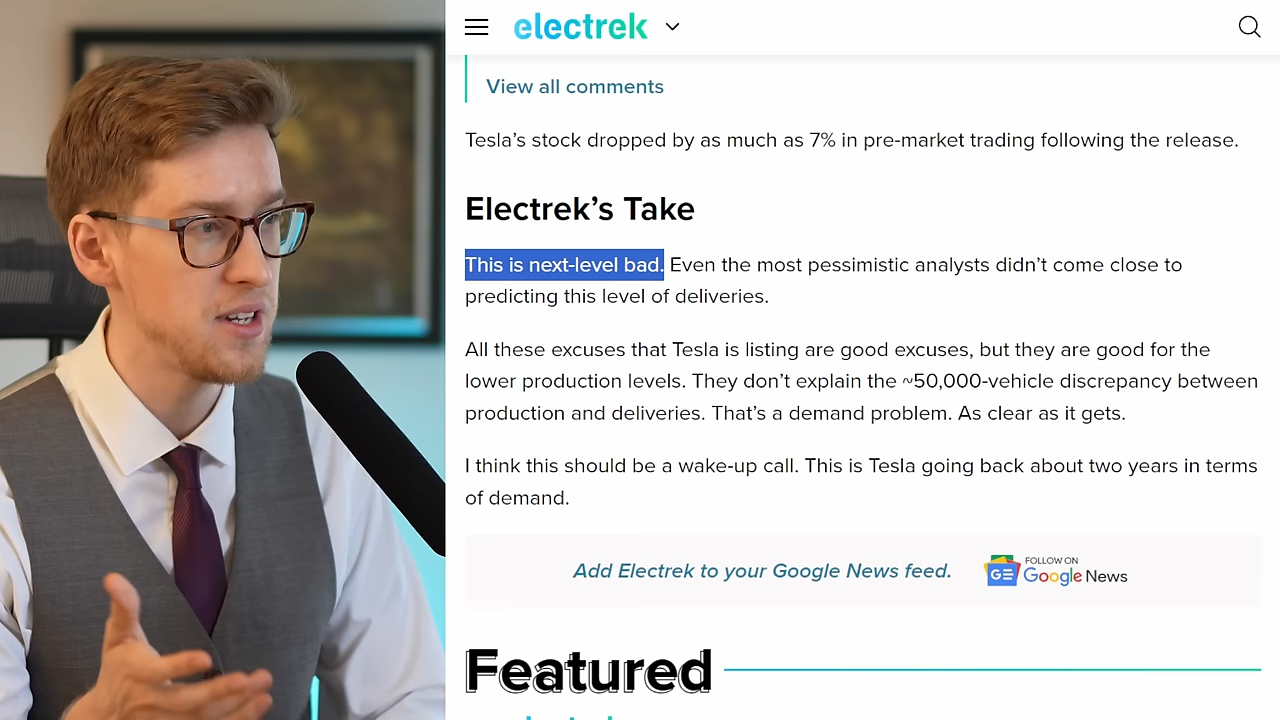 electrek
View all comments
Tesla’s stock dropped by as much as 7% in pre-market trading following the release.
Electrek’s Take
This is next-level bad. Even the most pessimistic analysts didn’t come close to
predicting this level of deliveries.
All these excuses that Tesla is listing are good excuses, but they are good for the
lower production levels. They don’t explain the ~50,000-vehicle discrepancy between
production and deliveries. That’s a demand problem. As clear as it gets.
I think this should be a wake-up call. This is Tesla going back about two years in terms
of demand.
Add Electrek to your Google News feed.
GE
FOLLOW ON
Google News
Featured